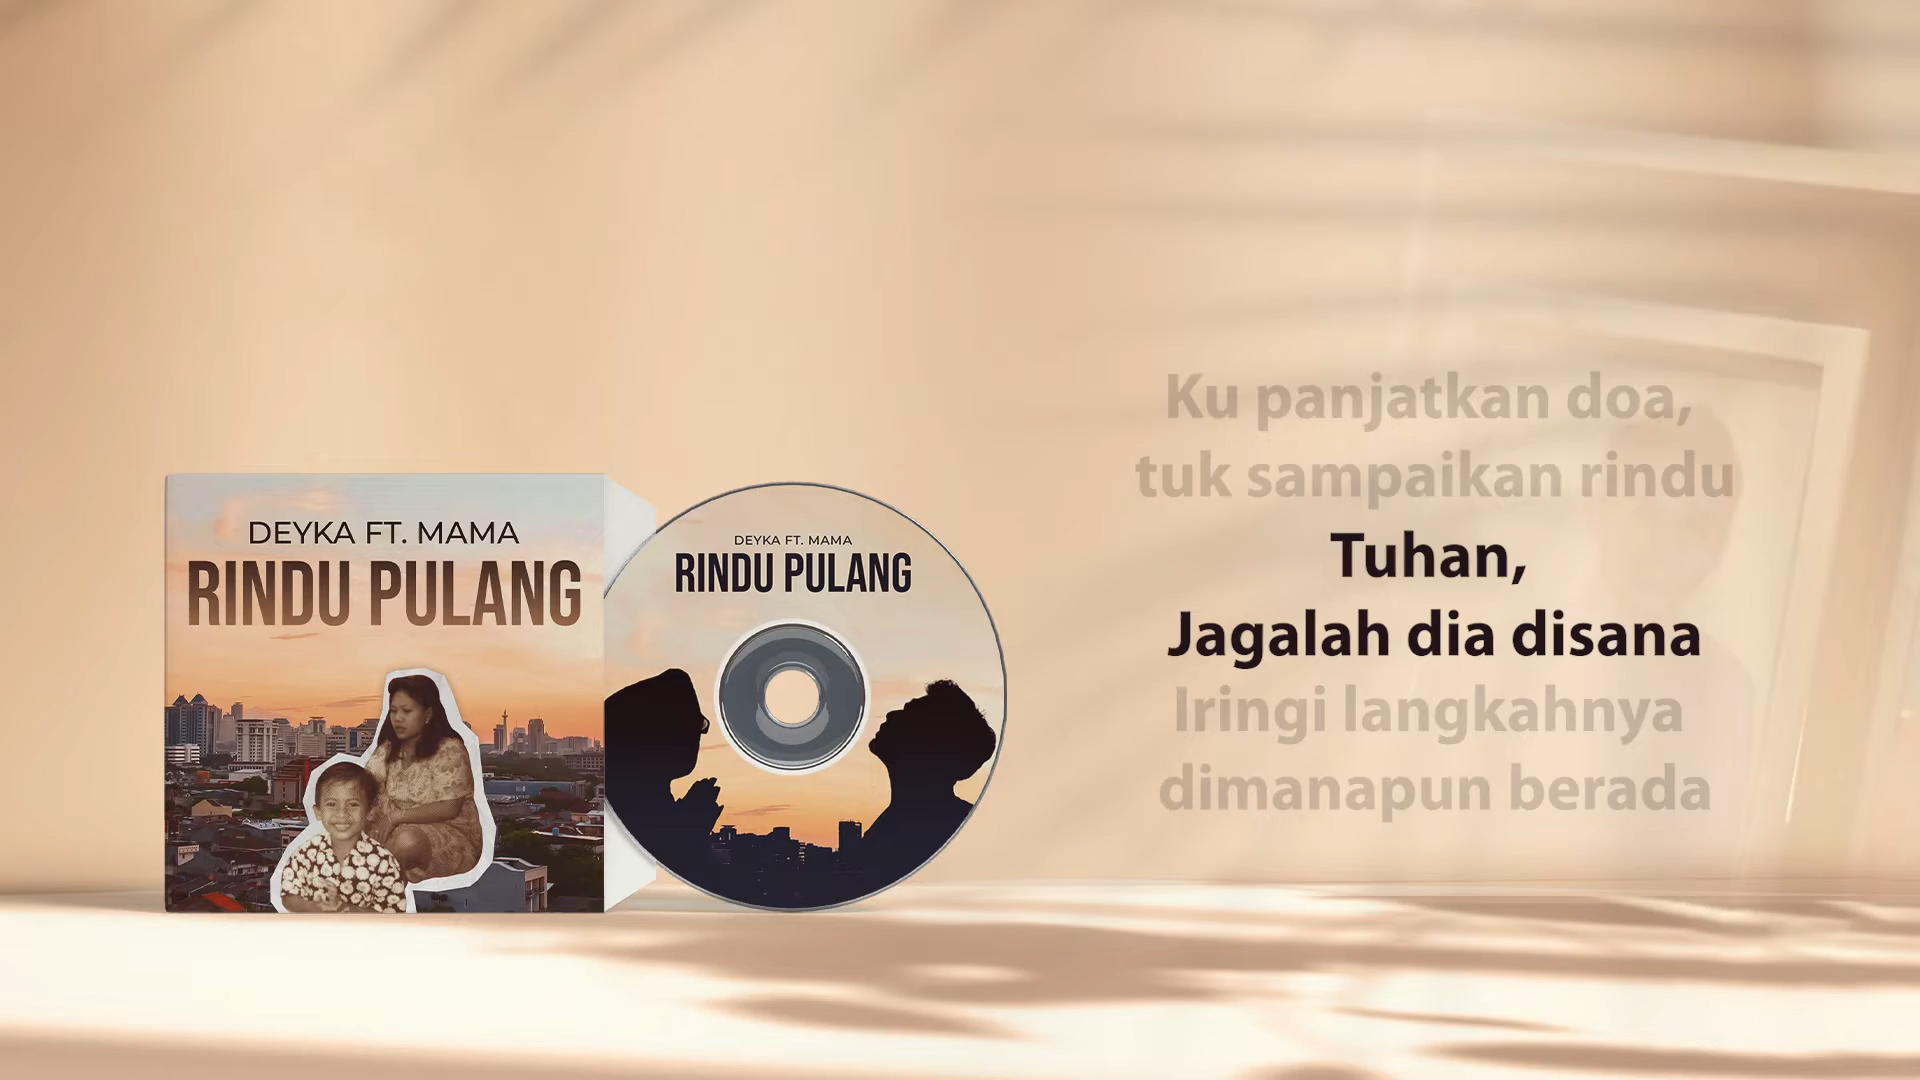 DEYKA FT. MAMA
RINDU PULANG
DEYKA FT. MAMA
RINDU PULANG
Ku panjatkan doa,
tuk sampaikan rindu
Tuhan,
Jagalah dia disana
Iringi langkahnya
dimanapun berada